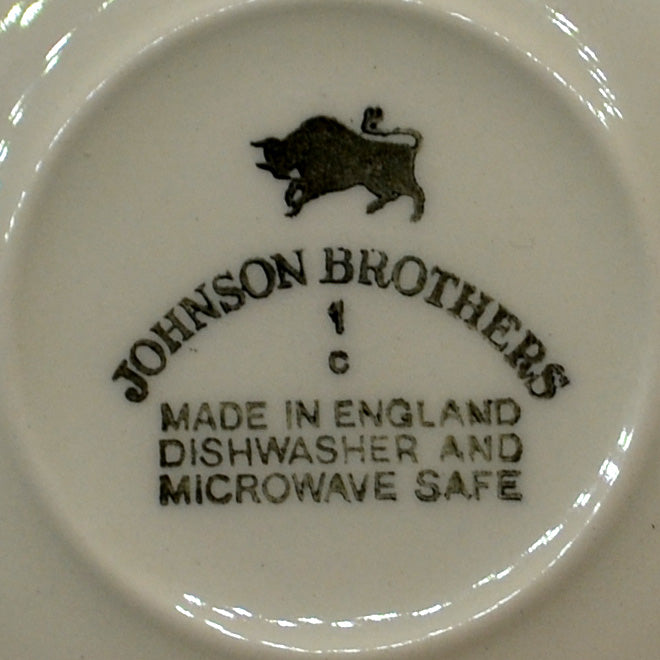 JOHNSON BROTHERS
1
C
MADE IN ENGLAND
DISHWASHER AND
MICROWAVE SAFE